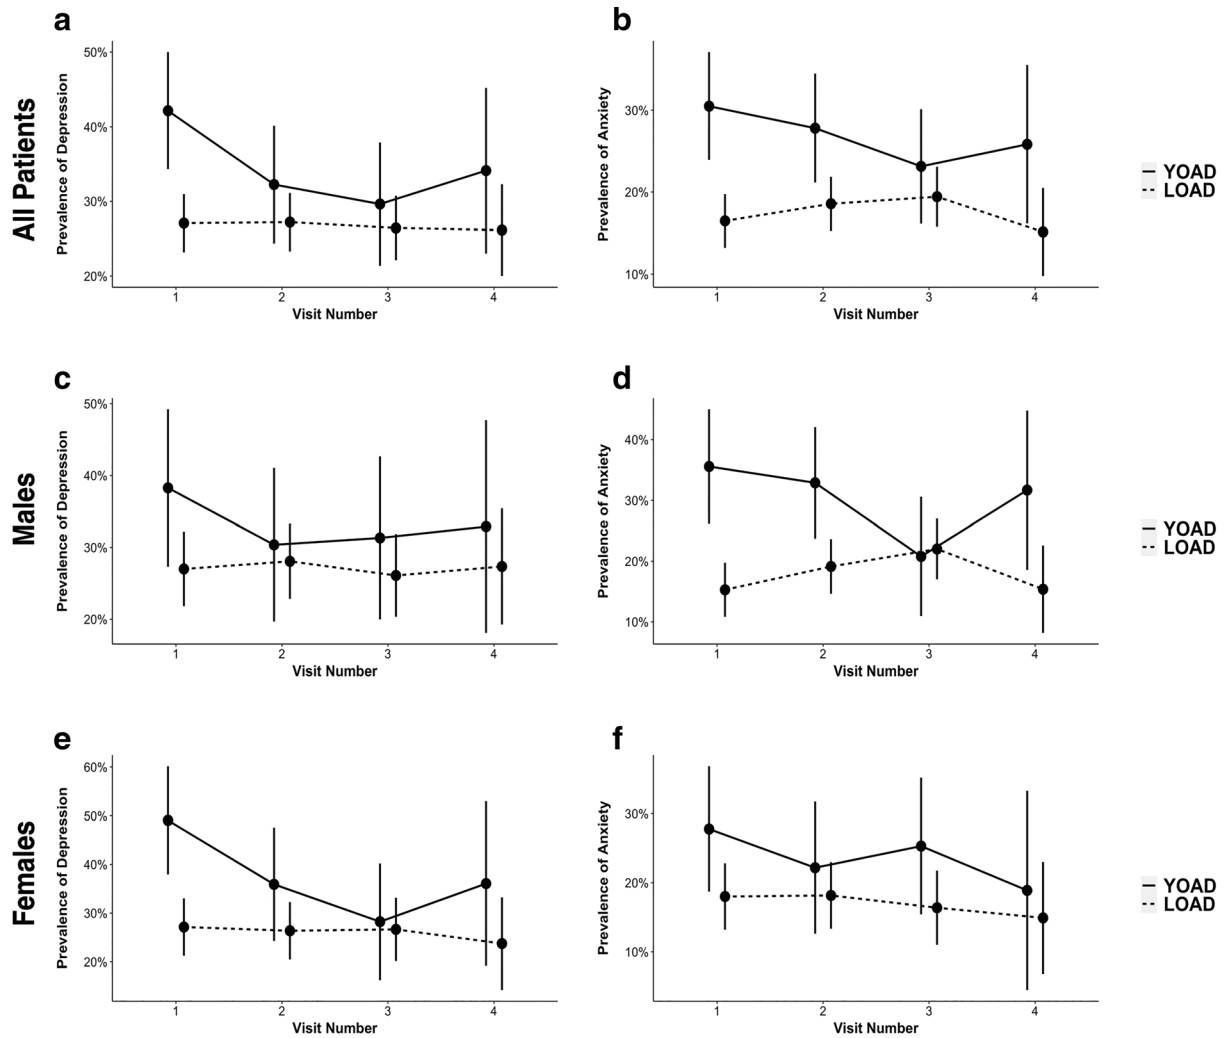 a
b
All Patients
Prevalence of Depression
50%
40%
30%
20%
1 2 3 4
Visit Number
Prevalence of Anxiety
30%
20%
10%
1 2 3 4
Visit Number
YOAD
LOAD
c
d
Males
Prevalence of Depression
50%
40%
30%
20%
1 2 3 4
Visit Number
Prevalence of Anxiety
40%
30%
20%
10%
1 2 3 4
Visit Number
YOAD
LOAD
e
f
Females
Prevalence of Depression
60%
50%
40%
30%
20%
1 2 3 4
Visit Number
Prevalence of Anxiety
30%
20%
10%
1 2 3 4
Visit Number
YOAD
LOAD